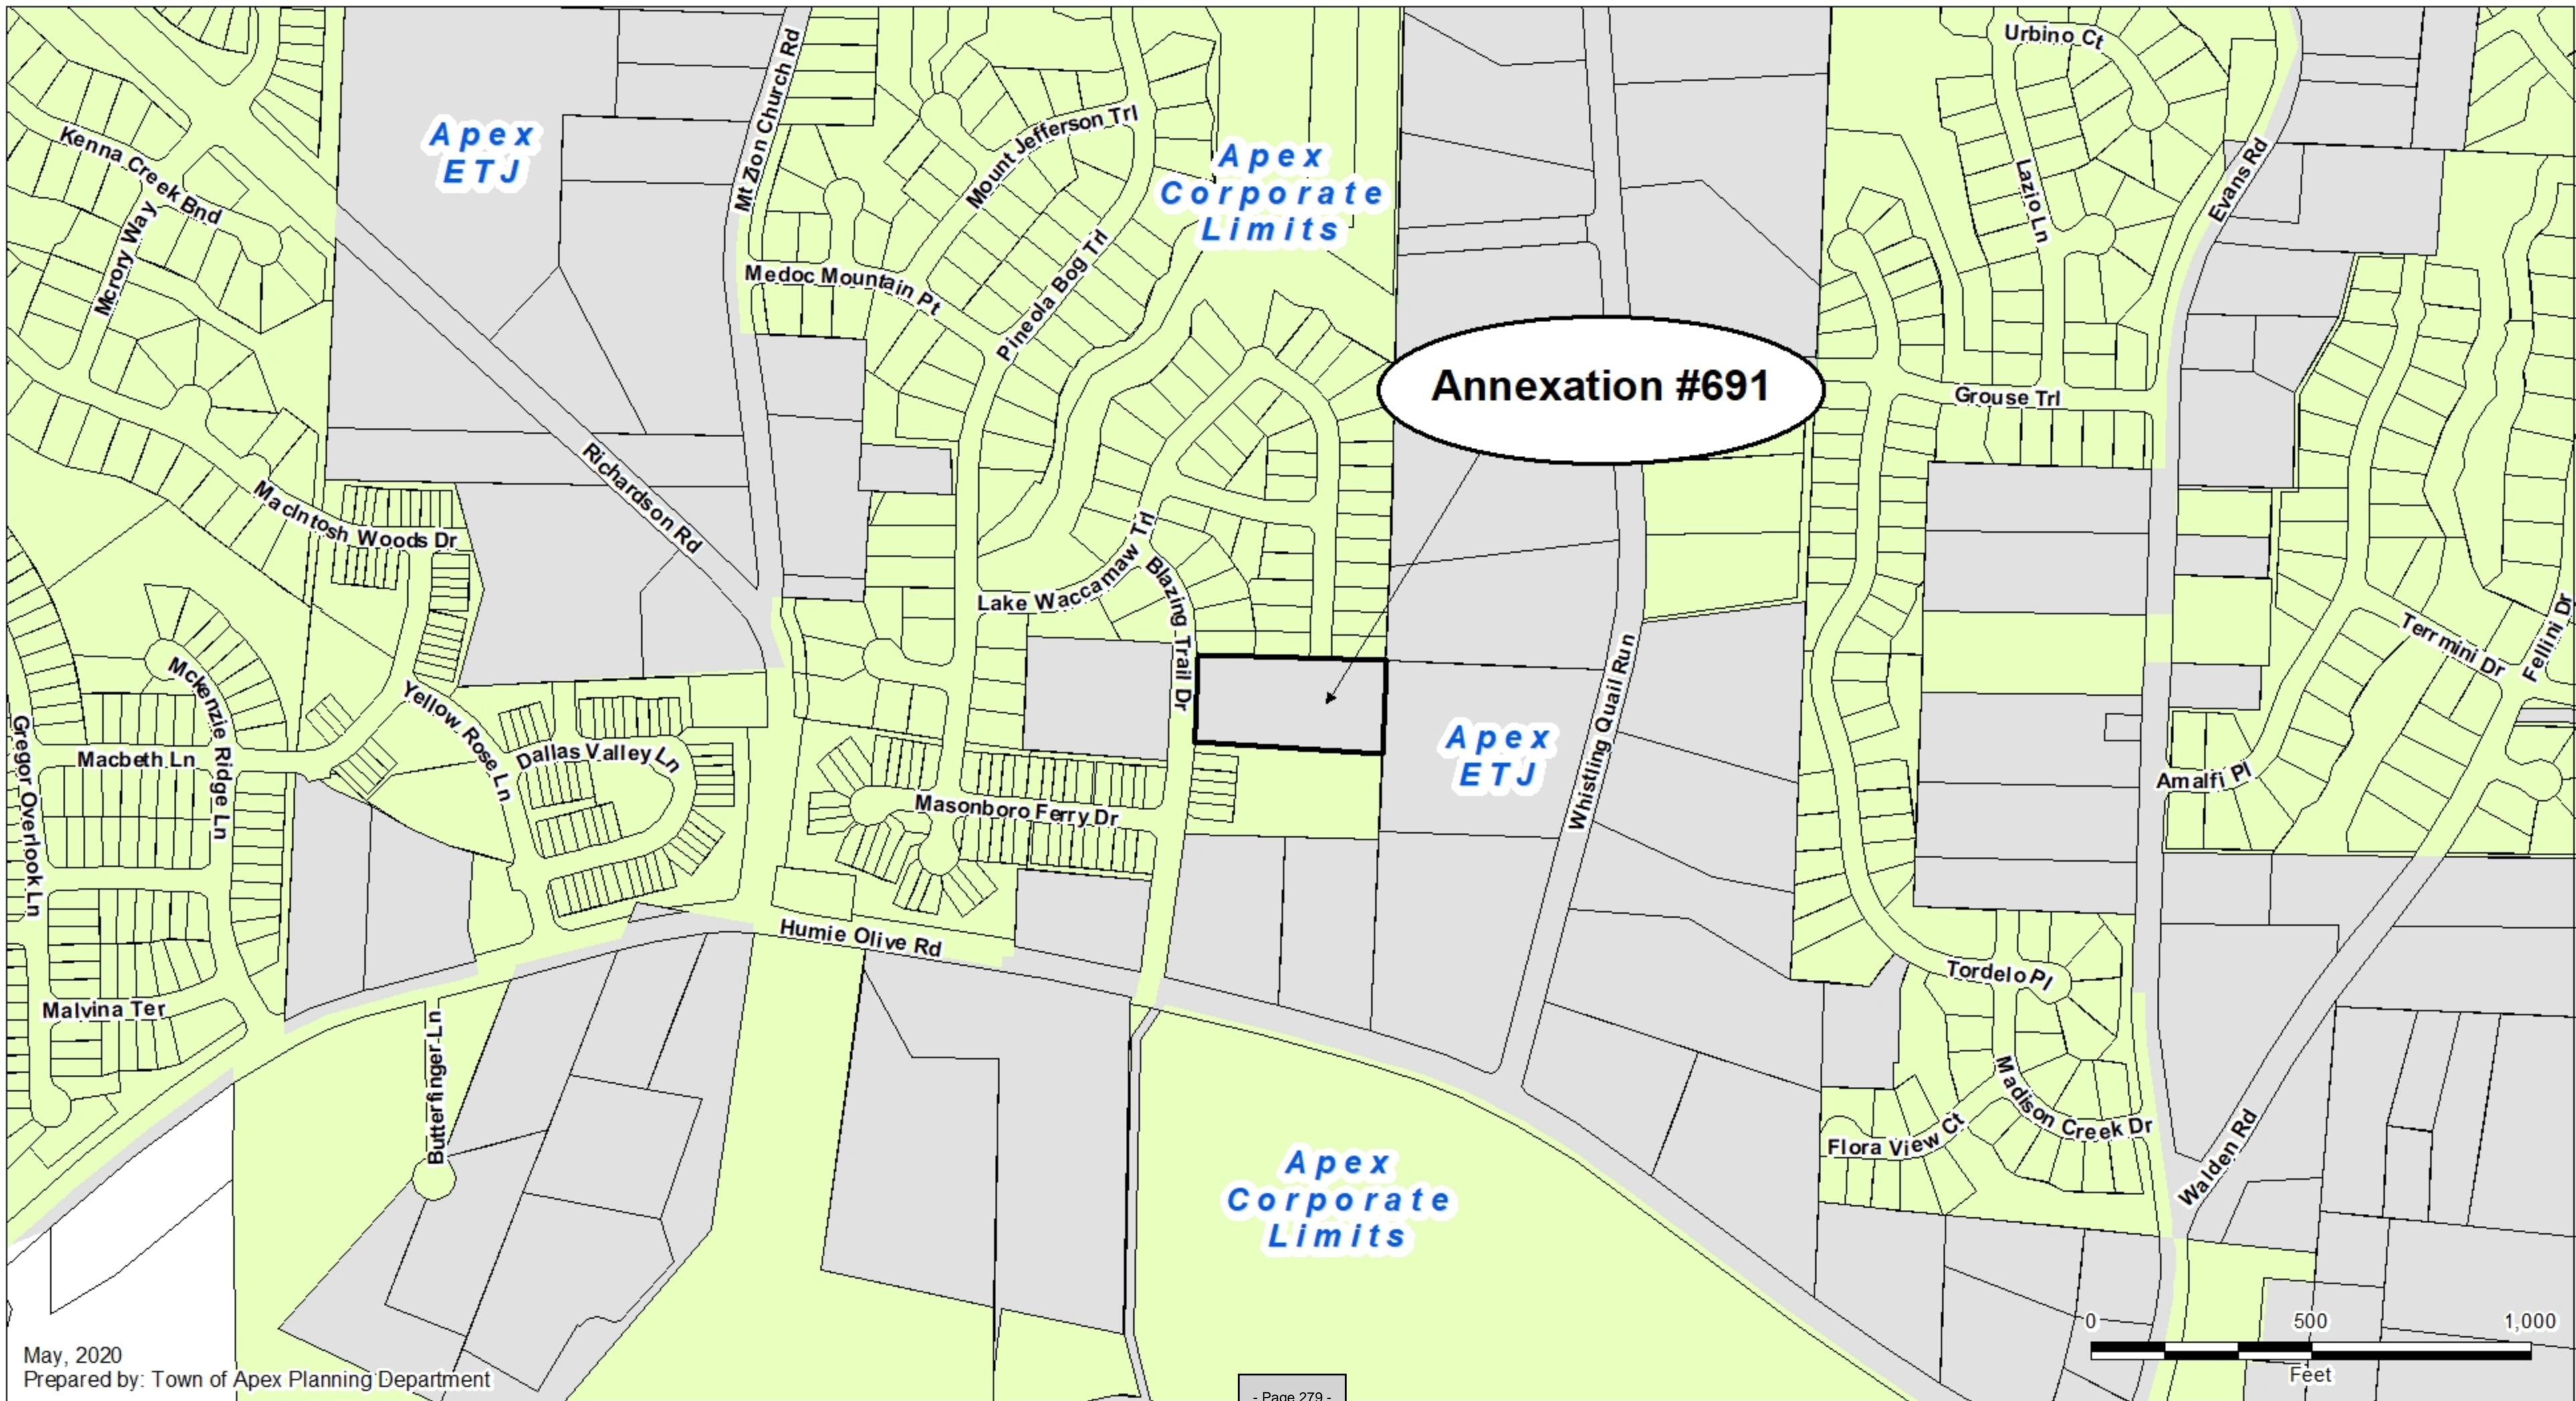 Urbino Ct
Mt Zion Church Rd
Apex
ETJ
Kenna Creek Bnd
Mount Jefferson Trl
Apex
Corporate
Limits
Lazio Ln
Evans Rd
Mcrory Way
Medoc Mountain Pt
Pineola Bog Trl
Annexation #691
Grouse Trl
Richardson Rd
MacIntosh Woods Dr
Lake Waccamaw Trl
Blazing Trail Dr
Terrmini Dr
Fellini Dr
Mckenzie Ridge Ln
Yellow Rose Ln
Whistling Quail Run
Gregor Overlook Ln
Macbeth Ln
Dallas Valley Ln
Apex
ETJ
Amalfi Pl
Masonboro Ferry Dr
Humie Olive Rd
Tordelo Pl
Malvina Ter
Butterfinger Ln
Madison Creek Dr
Flora View Ct
Walden Rd
Apex
Corporate
Limits
0 500 1,000
Feet
May, 2020
Prepared by: Town of Apex Planning Department
- Page 279 -